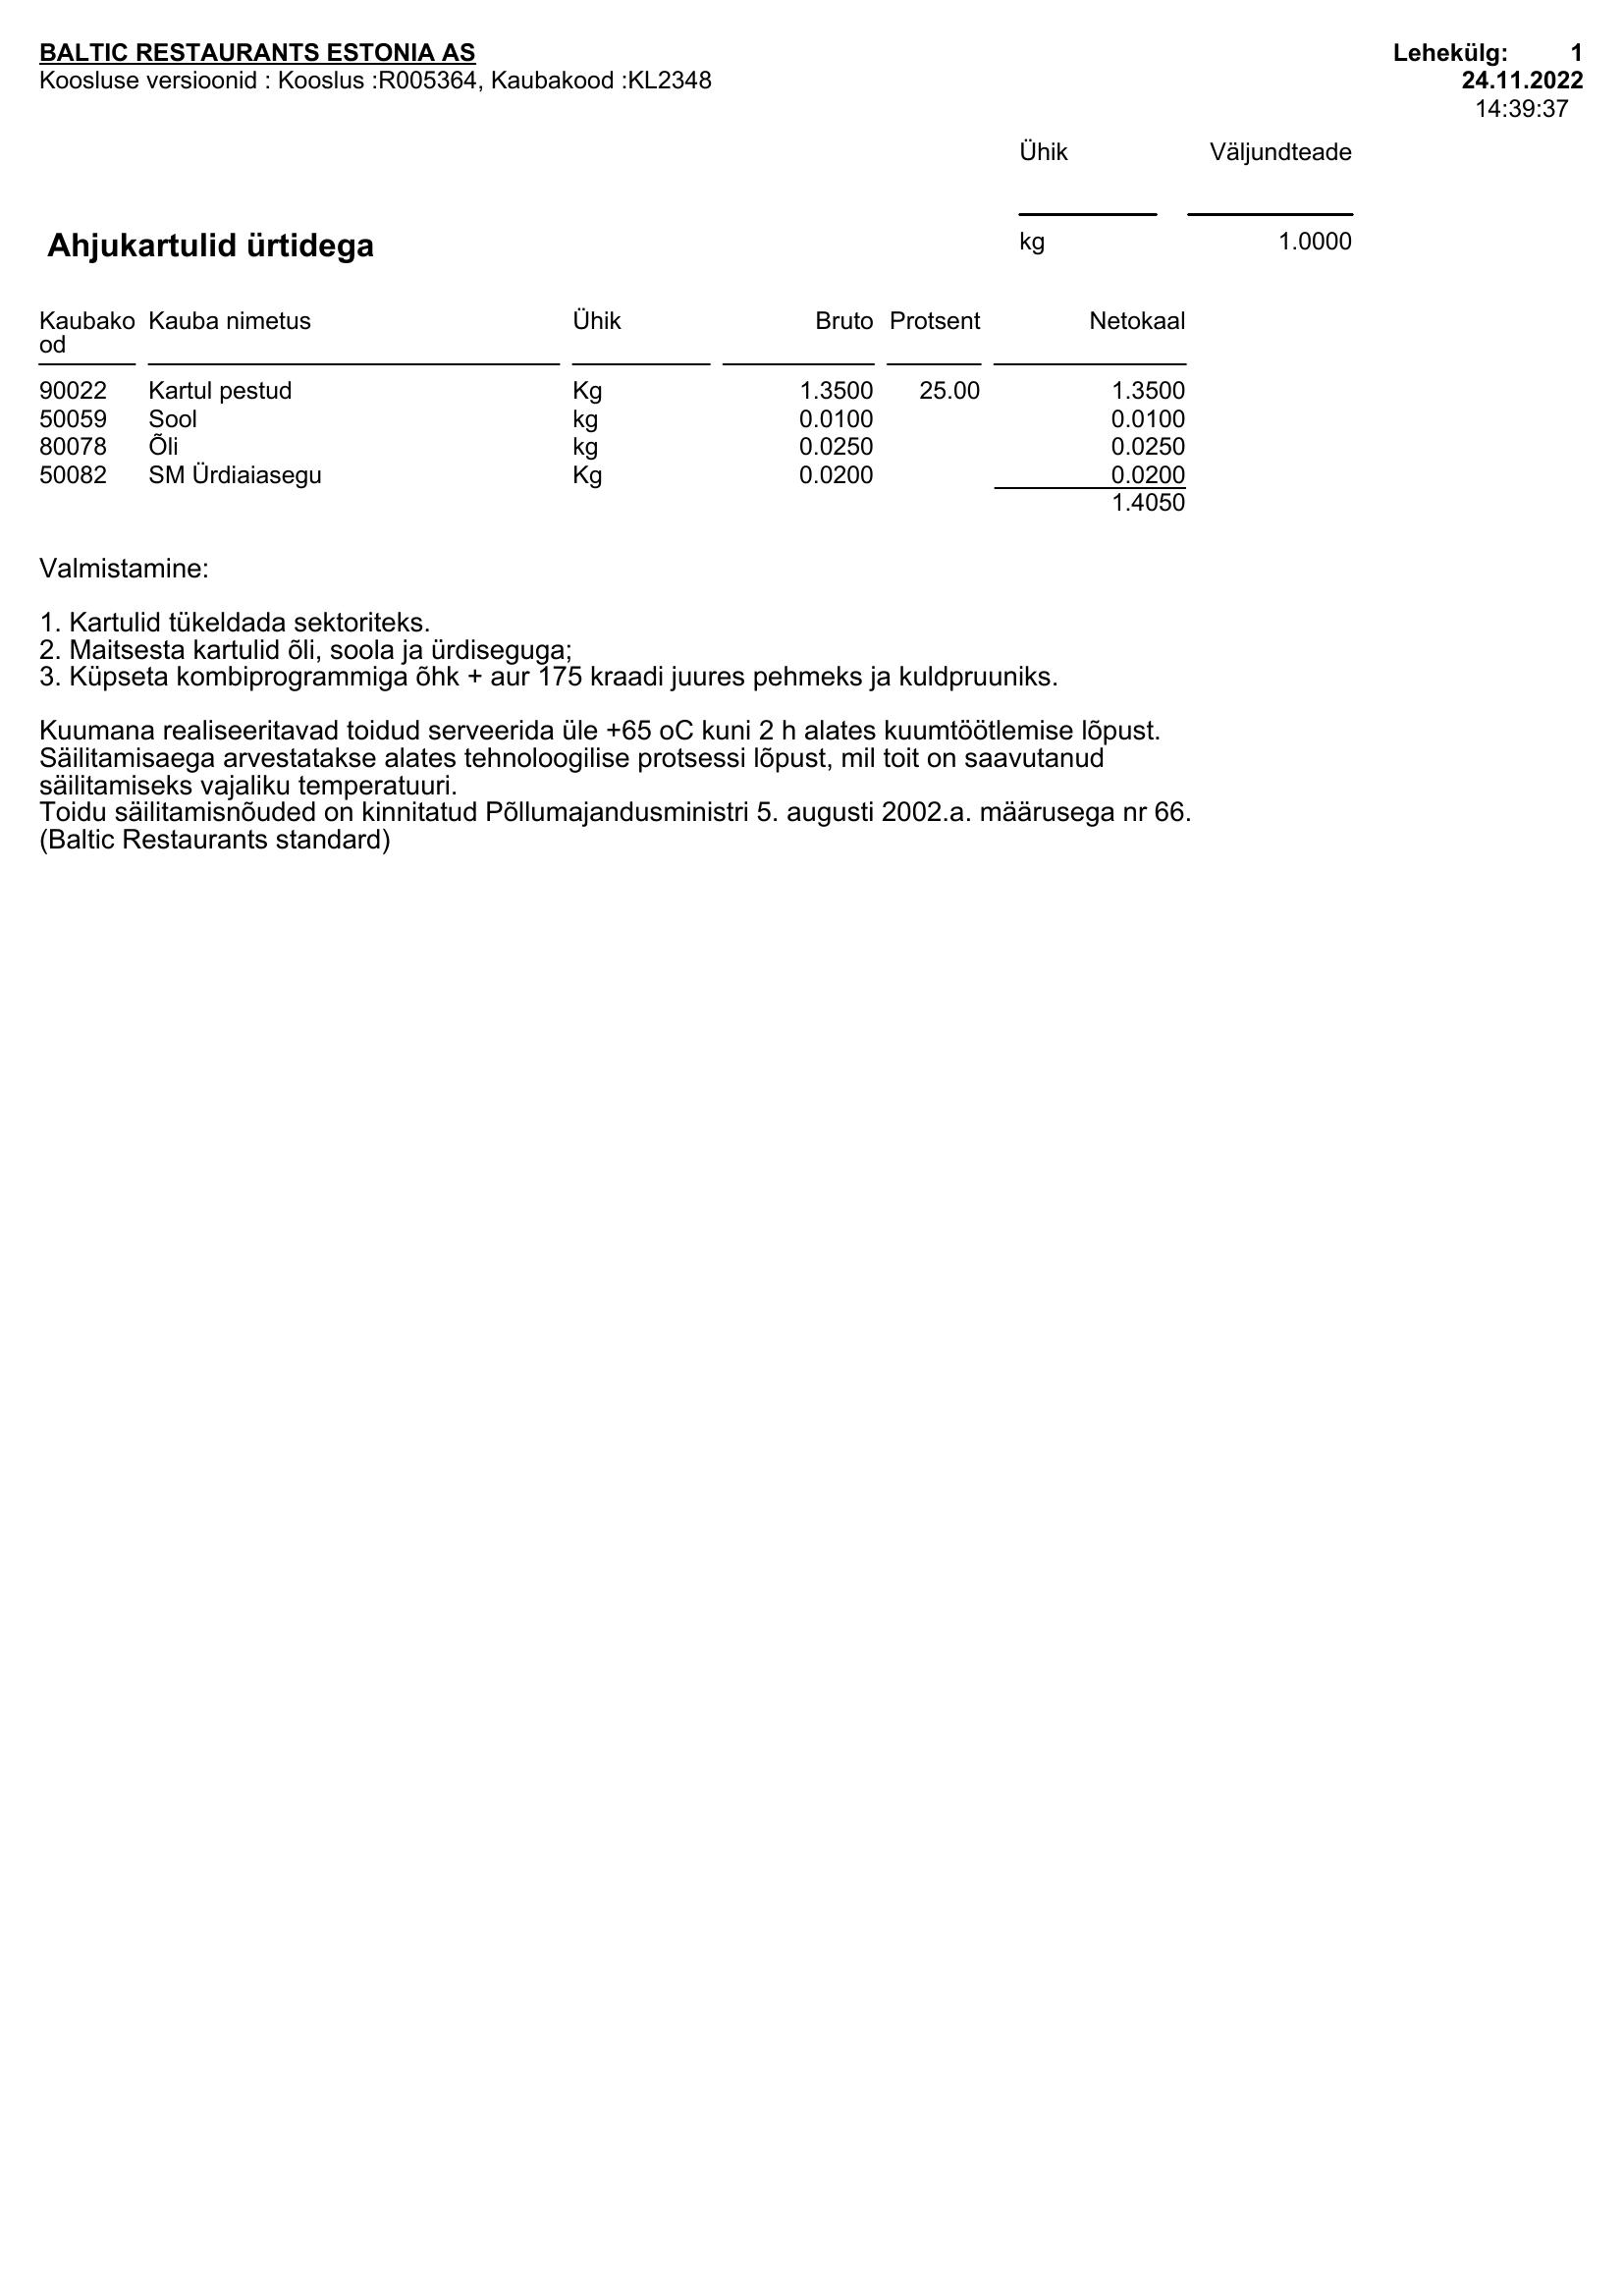 BALTIC RESTAURANTS ESTONIA AS Lehekülg: 1
Koosluse versioonid : Kooslus :R005364, Kaubakood :KL2348 24.11.2022
14:39:37
Ühik Väljundteade
Ahjukartulid ürtidega kg 1.0000
Kaubako Kauba nimetus Ühik Bruto Protsent Netokaal
od
90022 Kartul pestud Kg 1.3500 25.00 1.3500
50059 Sool kg 0.0100 0.0100
80078 Õli kg 0.0250 0.0250
50082 SM Ürdiaiasegu Kg 0.0200 0.0200
1.4050
Valmistamine:
1. Kartulid tükeldada sektoriteks.
2. Maitsesta kartulid õli, soola ja ürdiseguga;
3. Küpseta kombiprogrammiga õhk + aur 175 kraadi juures pehmeks ja kuldpruuniks.
Kuumana realiseeritavad toidud serveerida üle +65 oC kuni 2 h alates kuumtöötlemise lõpust.
Säilitamisaega arvestatakse alates tehnoloogilise protsessi lõpust, mil toit on saavutanud
säilitamiseks vajaliku temperatuuri.
Toidu säilitamisnõuded on kinnitatud Põllumajandusministri 5. augusti 2002.a. määrusega nr 66.
(Baltic Restaurants standard)